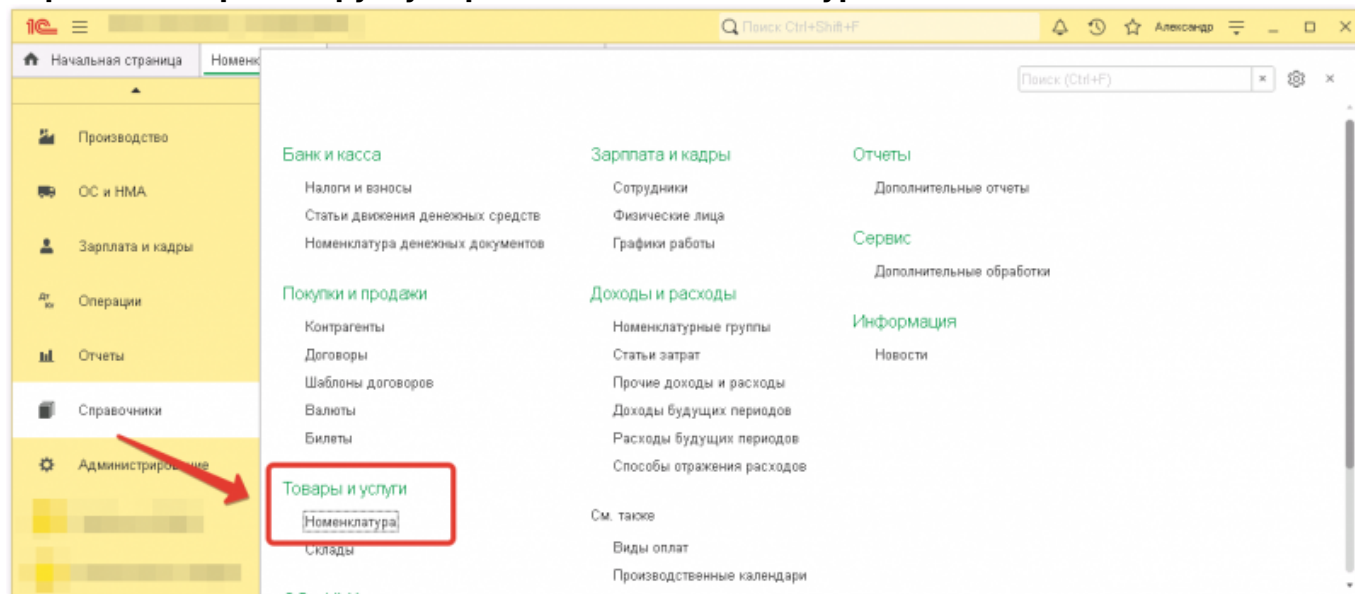 1С
Поиск Ctrl+Shift+F
Александр
Начальная страница
Номенк
Поиск (Ctrl+F)
Производство
ОС и НМА
Зарплата и кадры
Операции
Отчеты
Справочники
Администрирование
Банк и касса
Налоги и взносы
Статьи движения денежных средств
Номенклатура денежных документов
Покупки и продажи
Контрагенты
Договоры
Шаблоны договоров
Валюты
Билеты
Товары и услуги
Номенклатура
Склады
Зарплата и кадры
Сотрудники
Физические лица
Графики работы
Доходы и расходы
Номенклатурные группы
Статьи затрат
Прочие доходы и расходы
Доходы будущих периодов
Расходы будущих периодов
Способы отражения расходов
См. также
Виды оплат
Производственные календари
Отчеты
Дополнительные отчеты
Сервис
Дополнительные обработки
Информация
Новости